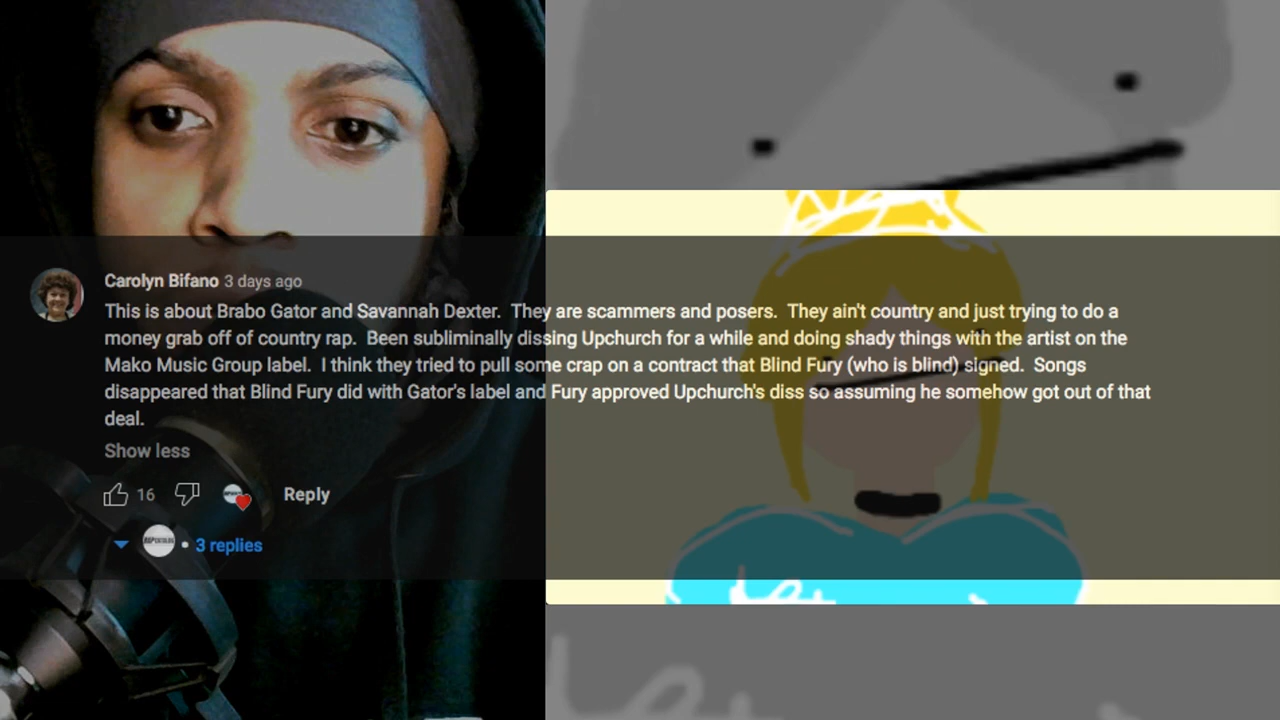 Carolyn Bifano 3 days ago
This is about Brabo Gator and Savannah Dexter.  They are scammers and posers.  They ain't country and just trying to do a
money grab off of country rap.  Been subliminally dissing Upchurch for a while and doing shady things with the artist on the
Mako Music Group label.  I think they tried to pull some crap on a contract that Blind Fury (who is blind) signed.  Songs
disappeared that Blind Fury did with Gator's label and Fury approved Upchurch's diss so assuming he somehow got out of that
deal.
Show less
16 Reply
3 replies